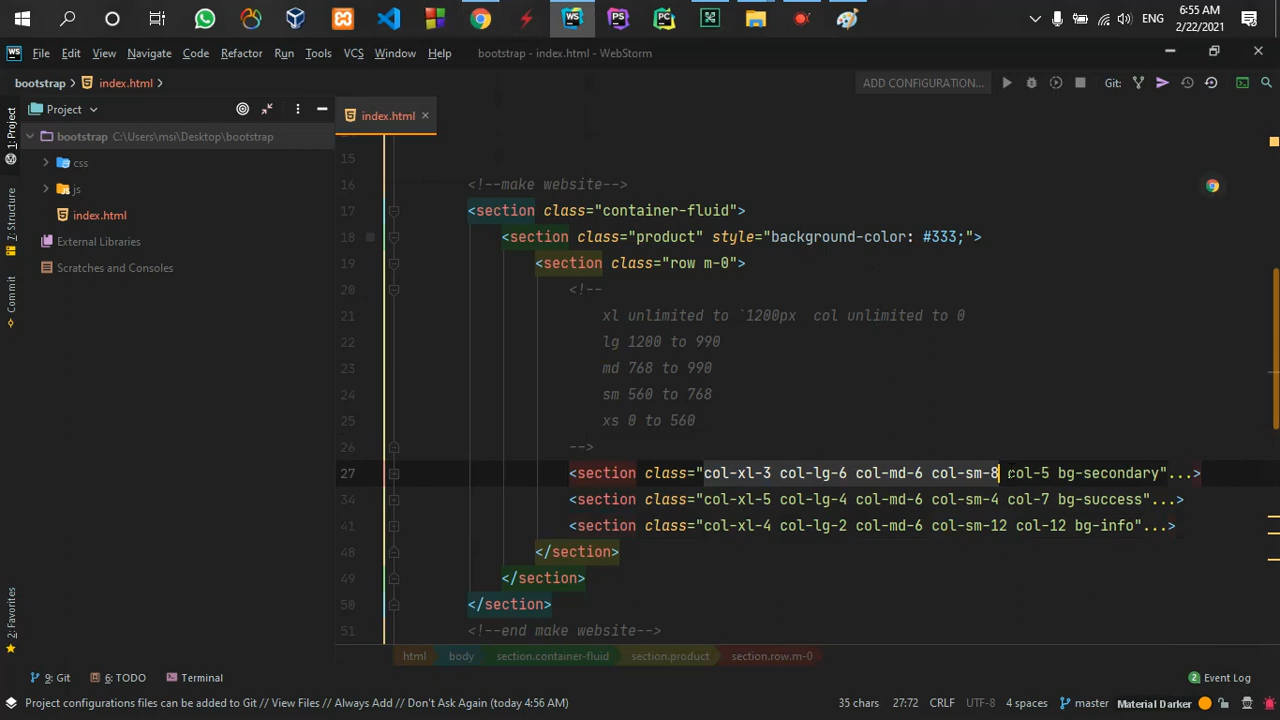 6:55 AM
ENG
2/22/2021
File Edit View Navigate Code Refactor Run Tools VCS Window Help bootstrap - index.html - WebStorm
bootstrap index.html
ADD CONFIGURATION... Git:
Project
index.html
1: Project
7: Structure
Commit
2: Favorites
bootstrap C:\Users\msi\Desktop\bootstrap
css
js
index.html
External Libraries
Scratches and Consoles
15
16 <!--make website-->
17 <section class="container-fluid">
18 <section class="product" style="background-color: #333;">
19 <section class="row m-0">
20 <!--
21 xl unlimited to `1200px  col unlimited to 0
22 lg 1200 to 990
23 md 768 to 990
24 sm 560 to 768
25 xs 0 to 560
26 -->
27 <section class="col-xl-3 col-lg-6 col-md-6 col-sm-8 col-5 bg-secondary"...>
34 <section class="col-xl-5 col-lg-4 col-md-6 col-sm-4 col-7 bg-success"...>
41 <section class="col-xl-4 col-lg-2 col-md-6 col-sm-12 col-12 bg-info"...>
48 </section>
49 </section>
50 </section>
51 <!--end make website-->
html body section.container-fluid section.product section.row.m-0
9: Git 6: TODO Terminal 2 Event Log
Project configurations files can be added to Git // View Files // Always Add // Don't Ask Again (today 4:56 AM) 35 chars 27:72 CRLF UTF-8 4 spaces master Material Darker